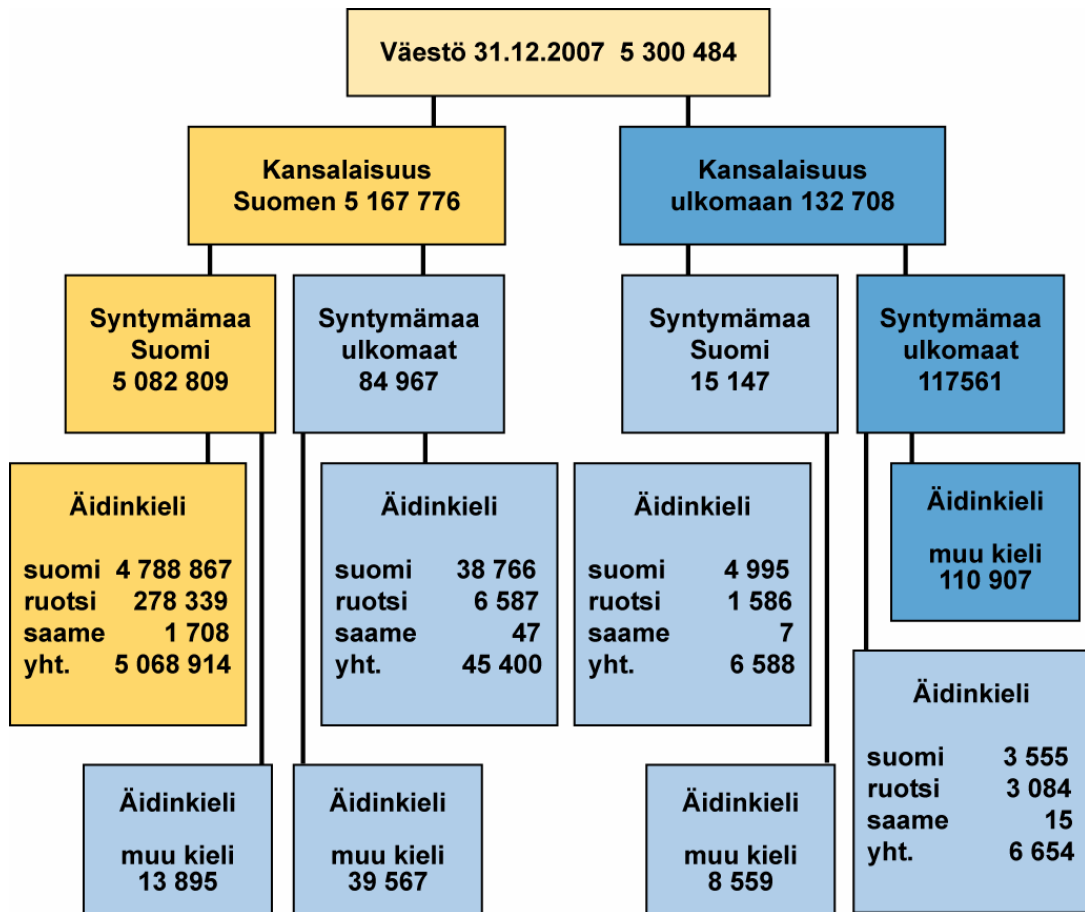 Väestö 31.12.2007 5 300 484
Kansalaisuus
Suomen 5 167 776
Kansalaisuus
ulkomaan 132 708
Syntymämaa
Suomi
5 082 809
Syntymämaa
ulkomaat
84 967
Syntymämaa
Suomi
15 147
Syntymämaa
ulkomaat
117561
Äidinkieli
suomi 4 788 867
ruotsi 278 339
saame 1 708
yht. 5 068 914
Äidinkieli
suomi 38 766
ruotsi 6 587
saame 47
yht. 45 400
Äidinkieli
suomi 4 995
ruotsi 1 586
saame 7
yht. 6 588
Äidinkieli
muu kieli
110 907
Äidinkieli
suomi 3 555
ruotsi 3 084
saame 15
yht. 6 654
Äidinkieli
muu kieli
13 895
Äidinkieli
muu kieli
39 567
Äidinkieli
muu kieli
8 559